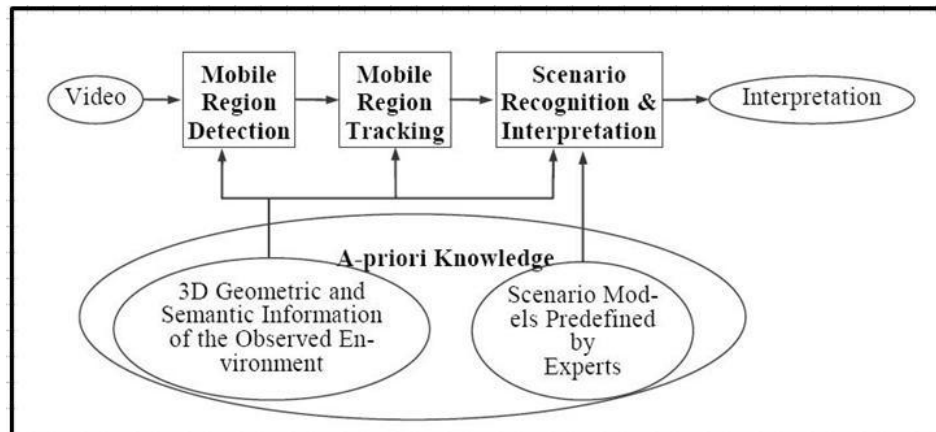 Video
Mobile
Region
Detection
Mobile
Region
Tracking
Scenario
Recognition &
Interpretation
Interpretation
A-priori Knowledge
3D Geometric and
Semantic Information
of the Observed En-
vironment
Scenario Mod-
els Predefined
by
Experts